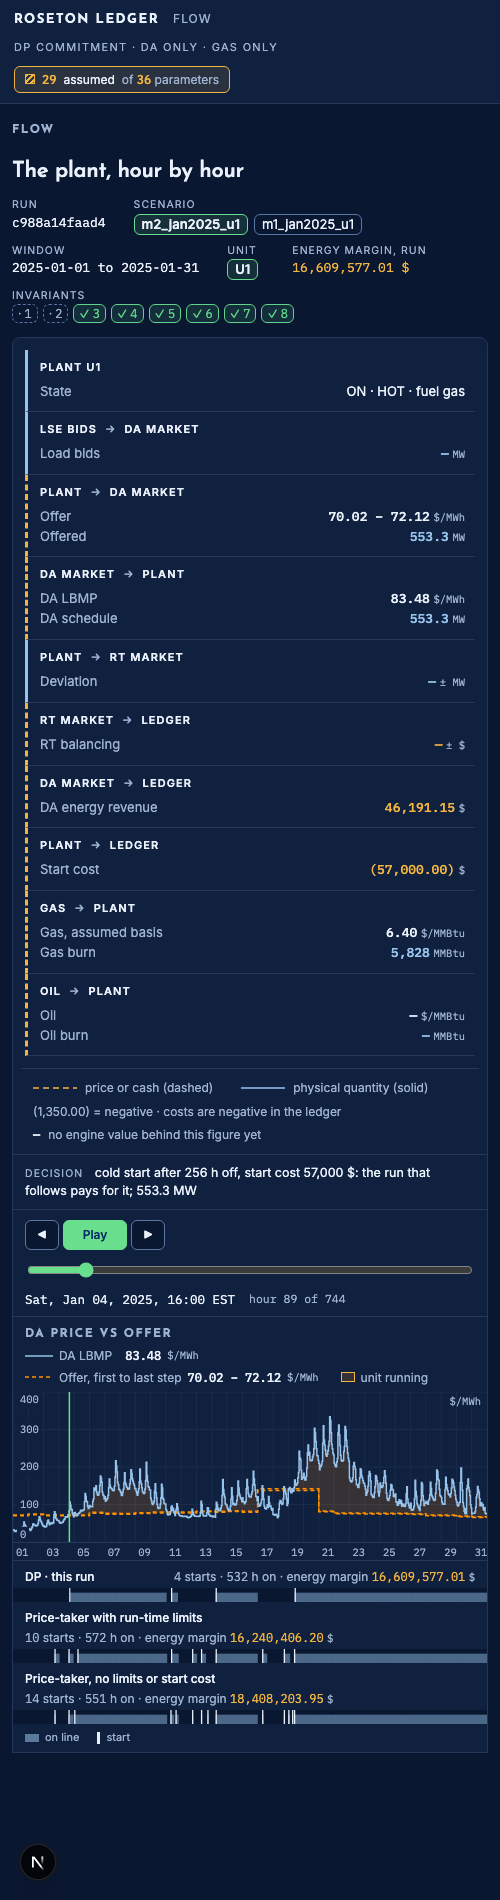 ROSETON LEDGER FLOW
DP COMMITMENT · DA ONLY · GAS ONLY
29 assumed of 36 parameters
FLOW
The plant, hour by hour
RUN SCENARIO
c988a14faad4 m2_jan2025_u1 m1_jan2025_u1
WINDOW UNIT ENERGY MARGIN, RUN
2025-01-01 to 2025-01-31 U1 16,609,577.01 $
INVARIANTS
· 1 · 2 ✓ 3 ✓ 4 ✓ 5 ✓ 6 ✓ 7 ✓ 8
PLANT U1
State ON · HOT · fuel gas
LSE BIDS → DA MARKET
Load bids — MW
PLANT → DA MARKET
Offer 70.02 – 72.12 $/MWh
Offered 553.3 MW
DA MARKET → PLANT
DA LBMP 83.48 $/MWh
DA schedule 553.3 MW
PLANT → RT MARKET
Deviation — ± MW
RT MARKET → LEDGER
RT balancing — ± $
DA MARKET → LEDGER
DA energy revenue 46,191.15 $
PLANT → LEDGER
Start cost (57,000.00) $
GAS → PLANT
Gas, assumed basis 6.40 $/MMBtu
Gas burn 5,828 MMBtu
OIL → PLANT
Oil — $/MMBtu
Oil burn — MMBtu
price or cash (dashed) physical quantity (solid)
(1,350.00) = negative · costs are negative in the ledger
— no engine value behind this figure yet
DECISION cold start after 256 h off, start cost 57,000 $: the run that
follows pays for it; 553.3 MW
◄ Play ►
Sat, Jan 04, 2025, 16:00 EST hour 89 of 744
DA PRICE VS OFFER
DA LBMP 83.48 $/MWh
Offer, first to last step 70.02 – 72.12 $/MWh unit running
400 $/MWh
300
200
100
0
01 03 05 07 09 11 13 15 17 19 21 23 25 27 29 31
DP · this run 4 starts · 532 h on · energy margin 16,609,577.01 $
Price-taker with run-time limits
10 starts · 572 h on · energy margin 16,240,406.20 $
Price-taker, no limits or start cost
14 starts · 551 h on · energy margin 18,408,203.95 $
on line start
N